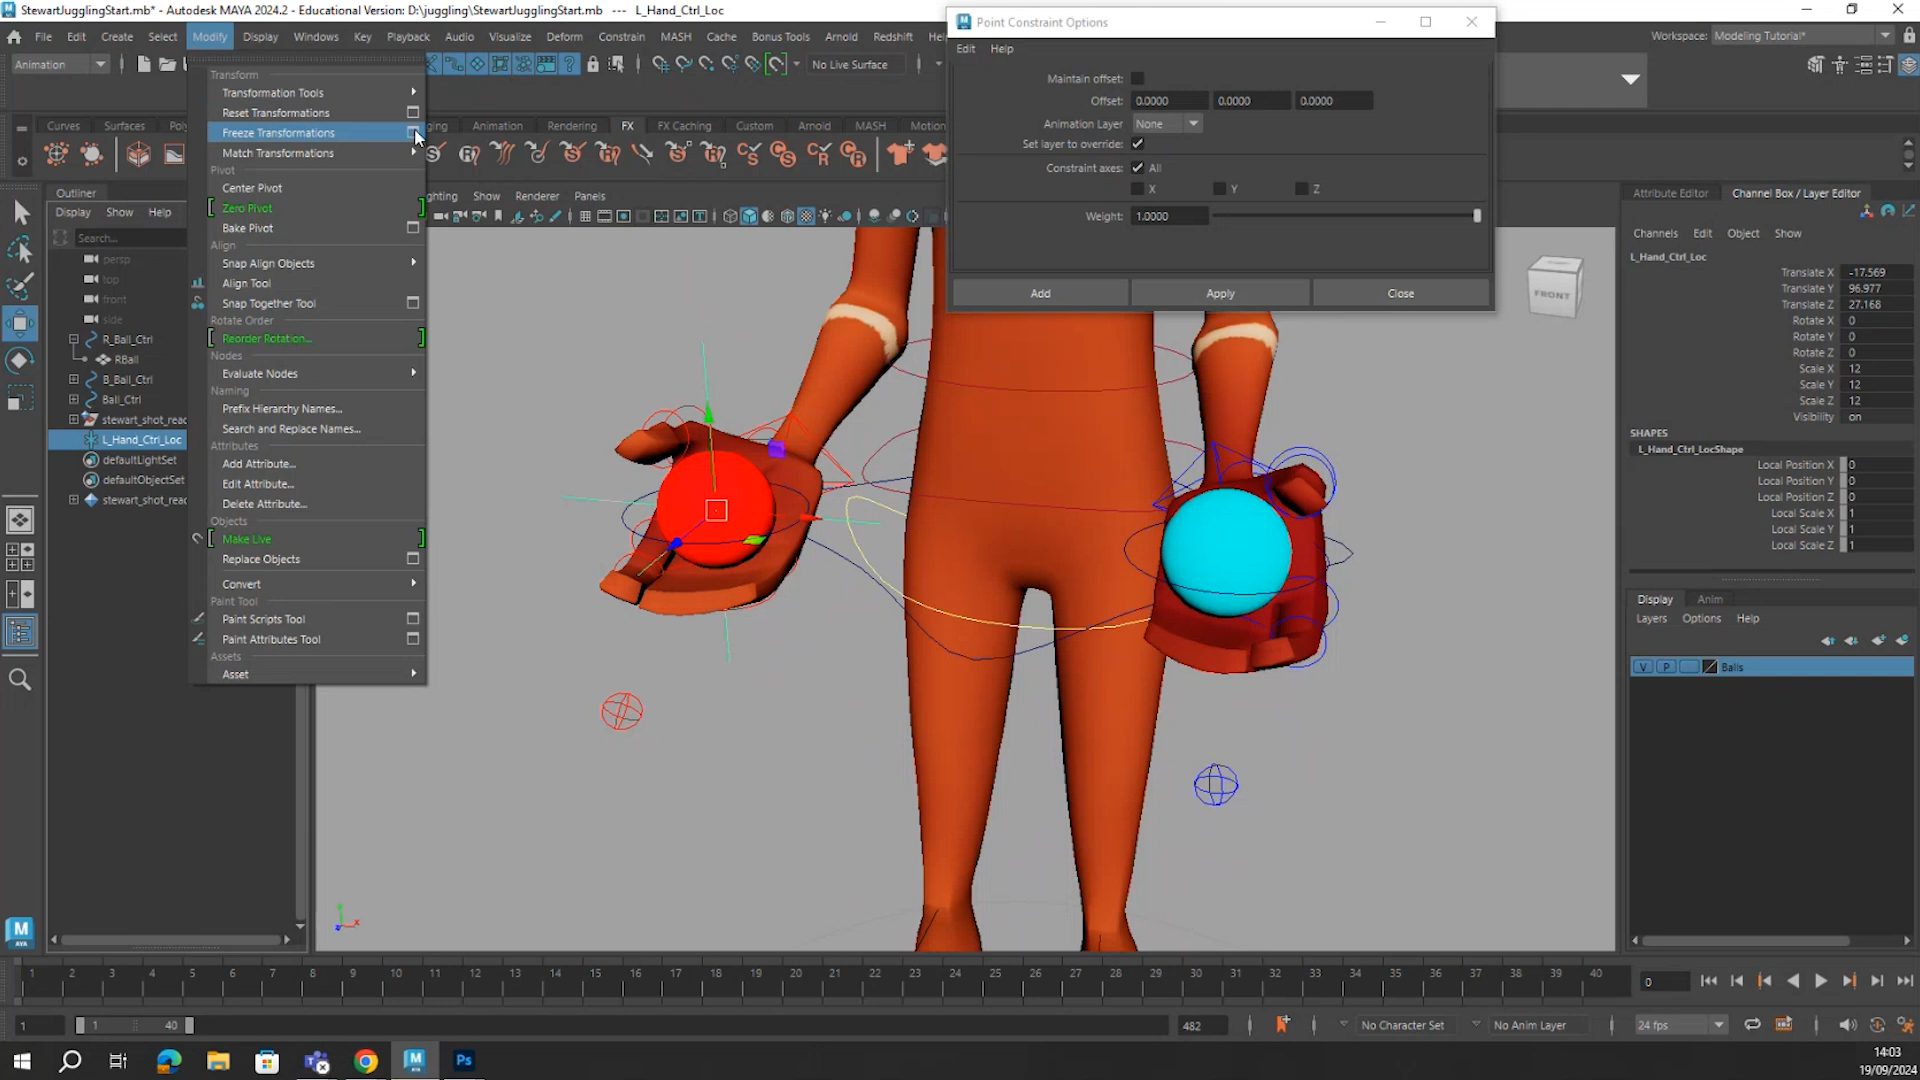 StewartJugglingStart.mb* - Autodesk MAYA 2024.2 - Educational Version: D:\juggling\StewartJugglingStart.mb --- L_Hand_Ctrl_Loc
File Edit Create Select Modify Display Windows Key Playback Audio Visualize Deform Constrain MASH Cache Bonus Tools Arnold Redshift
Workspace: Modeling Tutorial*
Animation
No Live Surface
Curves Surfaces
Animation Rendering FX FX Caching Custom Arnold MASH
Transform
Transformation Tools
Reset Transformations
Freeze Transformations
Match Transformations
Pivot
Center Pivot
Zero Pivot
Bake Pivot
Align
Snap Align Objects
Align Tool
Snap Together Tool
Rotate Order
Reorder Rotation...
Nodes
Evaluate Nodes
Naming
Prefix Hierarchy Names...
Search and Replace Names...
Attributes
Add Attribute...
Edit Attribute...
Delete Attribute...
Objects
Make Live
Replace Objects
Convert
Paint Tool
Paint Scripts Tool
Paint Attributes Tool
Assets
Asset
Outliner
Display Show Help
Search...
persp
top
front
side
R_Ball_Ctrl
RBall
B_Ball_Ctrl
Ball_Ctrl
stewart_shot_reac
L_Hand_Ctrl_Loc
defaultLightSet
defaultObjectSet
stewart_shot_reac
Show Renderer Panels
Point Constraint Options
Edit Help
Maintain offset:
Offset: 0.0000 0.0000 0.0000
Animation Layer None
Set layer to override:
Constraint axes: All
X Y Z
Weight: 1.0000
Add Apply Close
FRONT
Attribute Editor Channel Box / Layer Editor
Channels Edit Object Show
L_Hand_Ctrl_Loc
Translate X -17.569
Translate Y 96.977
Translate Z 27.168
Rotate X 0
Rotate Y 0
Rotate Z 0
Scale X 12
Scale Y 12
Scale Z 12
Visibility on
SHAPES
L_Hand_Ctrl_LocShape
Local Position X 0
Local Position Y 0
Local Position Z 0
Local Scale X 1
Local Scale Y 1
Local Scale Z 1
Display Anim
Layers Options Help
V P Balls
1 2 3 4 5 6 7 8 9 10 11 12 13 14 15 16 17 18 19 20 21 22 23 24 25 26 27 28 29 30 31 32 33 34 35 36 37 38 39 40
0
1 1 40 482 No Character Set No Anim Layer 24 fps
14:03
19/09/2024